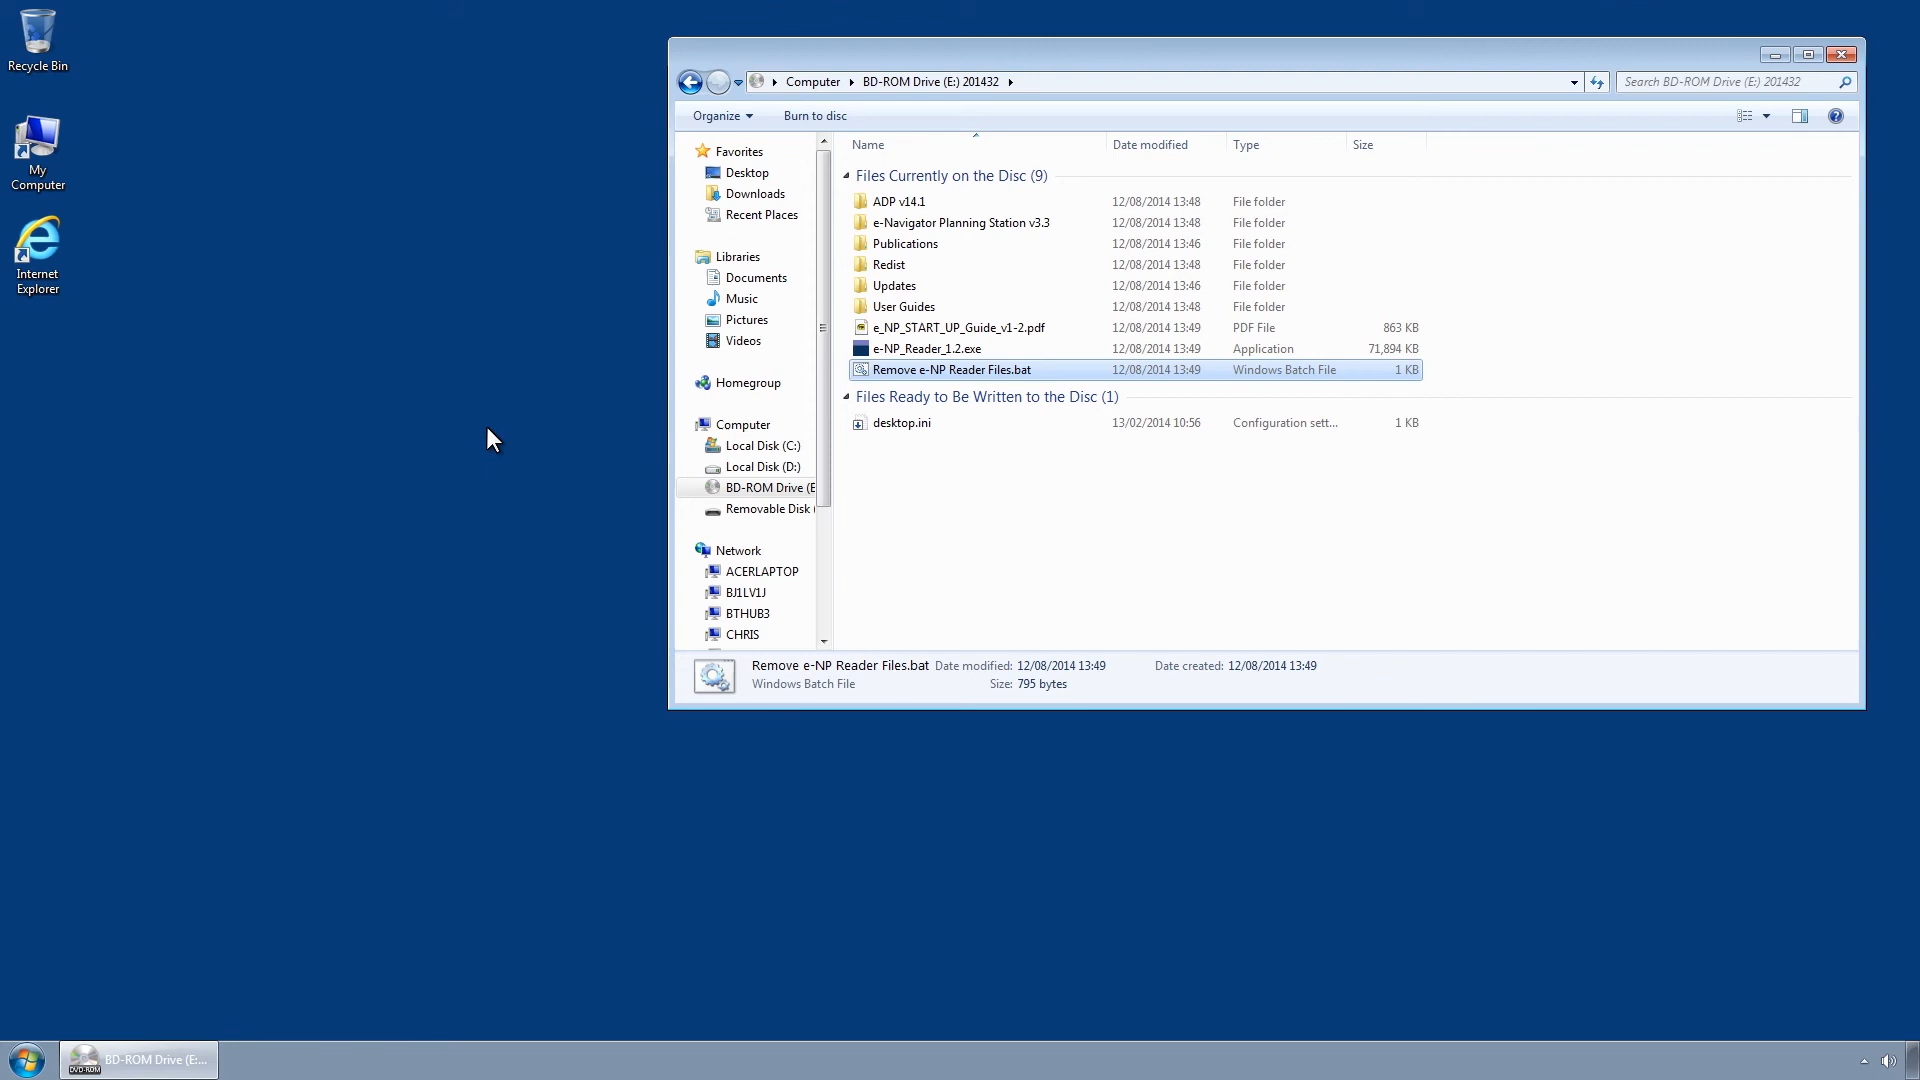 Recycle Bin
My
Computer
Internet
Explorer
Computer
BD-ROM Drive (E:) 201432
Search BD-ROM Drive (E:) 201432
Organize
Burn to disc
Favorites
Desktop
Downloads
Recent Places
Libraries
Documents
Music
Pictures
Videos
Homegroup
Computer
Local Disk (C:)
Local Disk (D:)
BD-ROM Drive (E
Removable Disk (
Network
ACERLAPTOP
BJ1LV1J
BTHUB3
CHRIS
Name Date modified Type Size
Files Currently on the Disc (9)
ADP v14.1 12/08/2014 13:48 File folder
e-Navigator Planning Station v3.3 12/08/2014 13:48 File folder
Publications 12/08/2014 13:46 File folder
Redist 12/08/2014 13:48 File folder
Updates 12/08/2014 13:46 File folder
User Guides 12/08/2014 13:48 File folder
e_NP_START_UP_Guide_v1-2.pdf 12/08/2014 13:49 PDF File 863 KB
e-NP_Reader_1.2.exe 12/08/2014 13:49 Application 71,894 KB
Remove e-NP Reader Files.bat 12/08/2014 13:49 Windows Batch File 1 KB
Files Ready to Be Written to the Disc (1)
desktop.ini 13/02/2014 10:56 Configuration sett... 1 KB
Remove e-NP Reader Files.bat Date modified: 12/08/2014 13:49 Date created: 12/08/2014 13:49
Windows Batch File Size: 795 bytes
DVD-ROM BD-ROM Drive (E:...